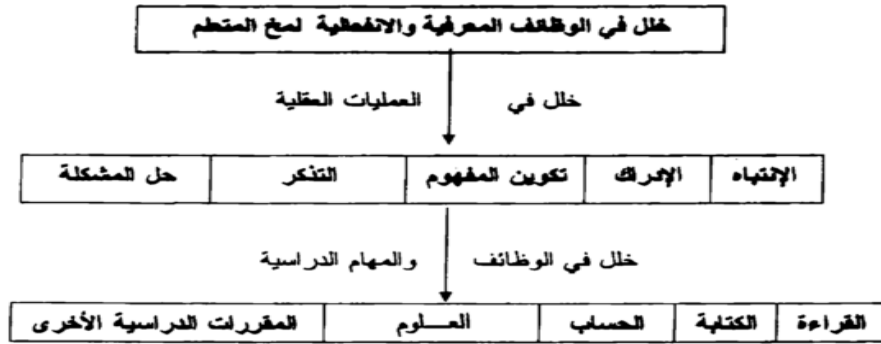 خلل في الوظائف المعرفية والانفعالية لمخ المتعلم
خلل في العمليات العقلية
الإنتباه الإدراك تكوين المفهوم التذكر حل المشكلة
خلل في الوظائف والمهام الدراسية
القراءة الكتابة الحساب العـــلوم المقررات الدراسية الأخرى